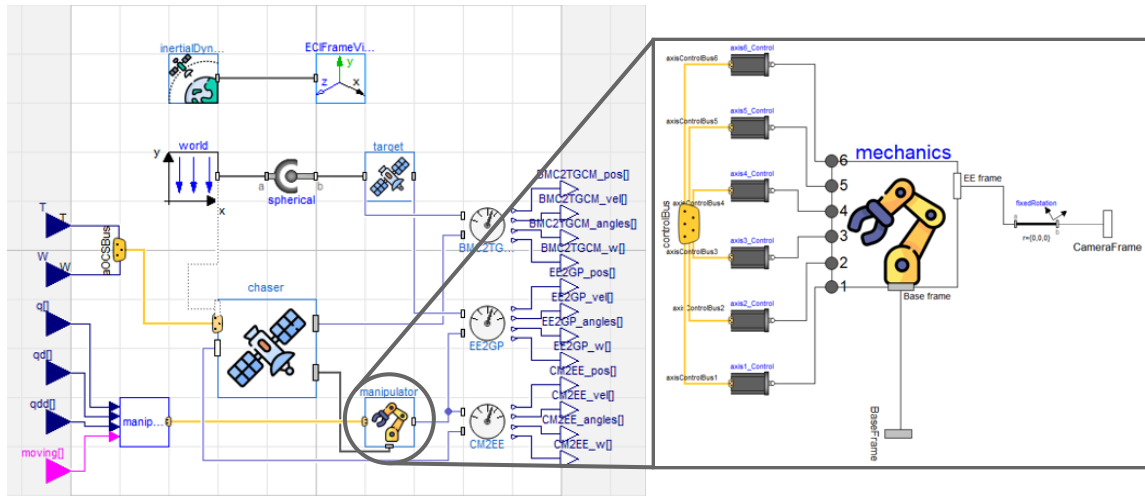 inertialDyn...
ECIFrameVi...
y
z
x
y
world
x
a
b
spherical
target
T
T
W
W
aOCSBus
q[]
qd[]
qdd[]
moving[]
manip...
chaser
manipulator
BMC2TG...
EE2GP
CM2EE
BMC2TGCM_pos[]
BMC2TGCM_vel[]
BMC2TGCM_angles[]
BMC2TGCM_w[]
EE2GP_pos[]
EE2GP_vel[]
EE2GP_angles[]
EE2GP_w[]
CM2EE_pos[]
CM2EE_vel[]
CM2EE_angles[]
CM2EE_w[]
axis6_Control
axisControlBus6
axis5_Control
axisControlBus5
axis4_Control
axisControlBus4
controlBus
axis3_Control
axisControlBus3
axis2_Control
axisControlBus2
axis1_Control
axisControlBus1
mechanics
6
5
4
3
2
1
EE frame
fixedRotation
r={0,0,0}
CameraFrame
Base frame
BaseFrame